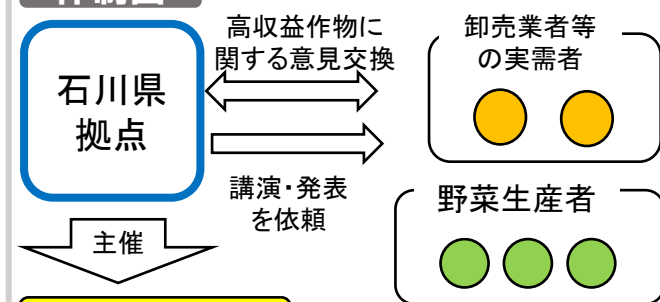 石川県
拠点
高収益作物に
関する意見交換
卸売業者等
の実需者
講演・発表
を依頼
野菜生産者
主催